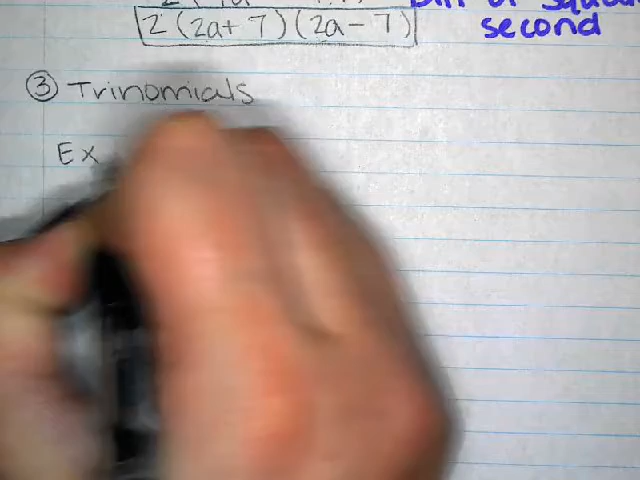 2 (2a+7)(2a-7)
second
③ Trinomials
Ex